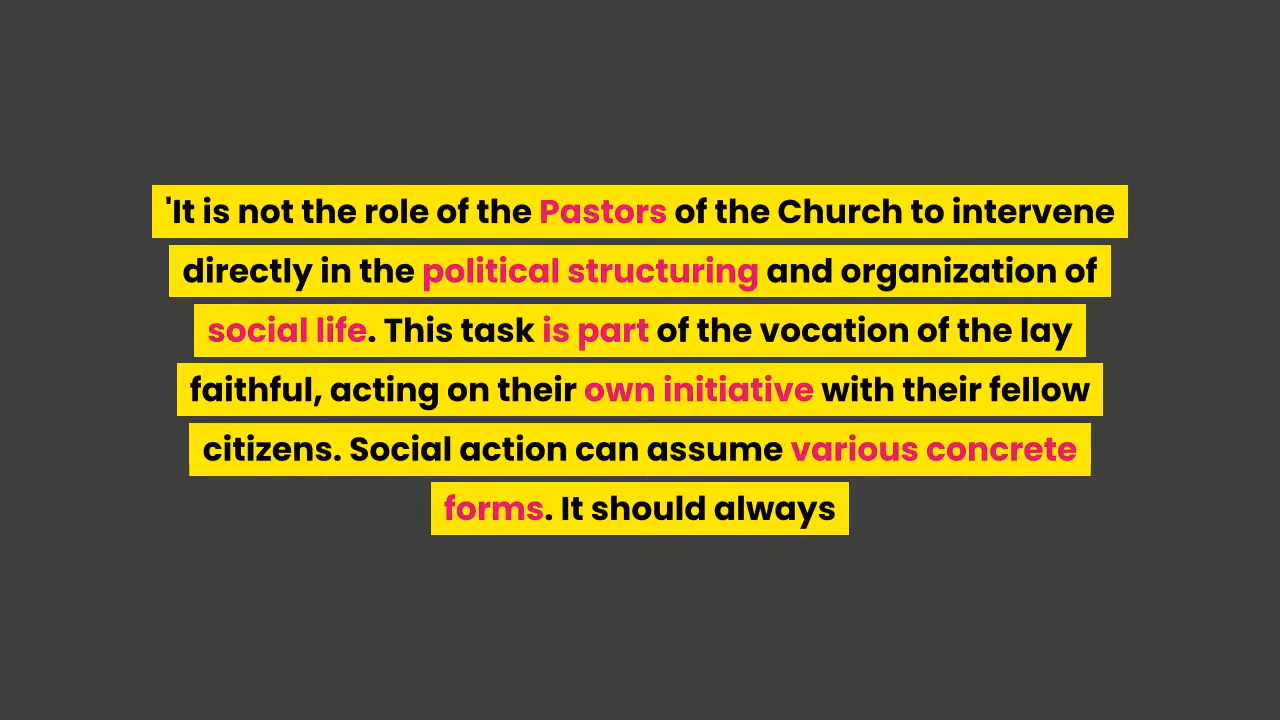 'It is not the role of the Pastors of the Church to intervene
directly in the political structuring and organization of
social life. This task is part of the vocation of the lay
faithful, acting on their own initiative with their fellow
citizens. Social action can assume various concrete
forms. It should always